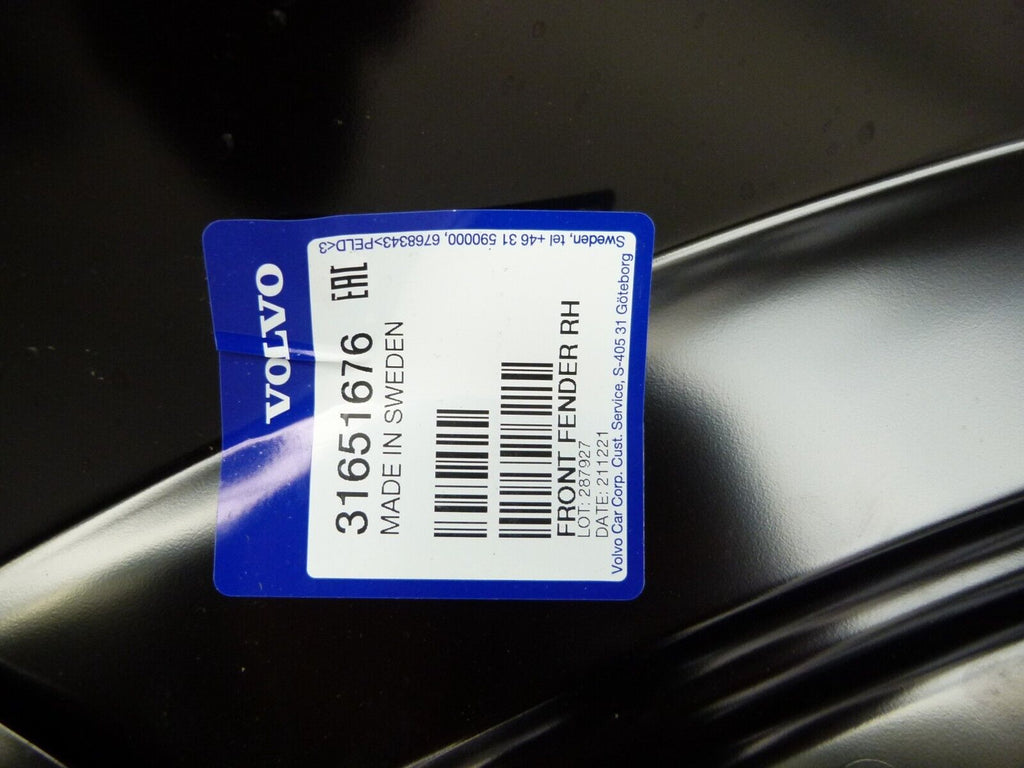 VOLVO
31651676 EAC
MADE IN SWEDEN
FRONT FENDER RH
LOT: 287927
DATE: 211221
Volvo Car Corp. Cust. Service, S-405 31 Göteborg
Sweden, tel +46 31 590000, 6768343>PELD<3